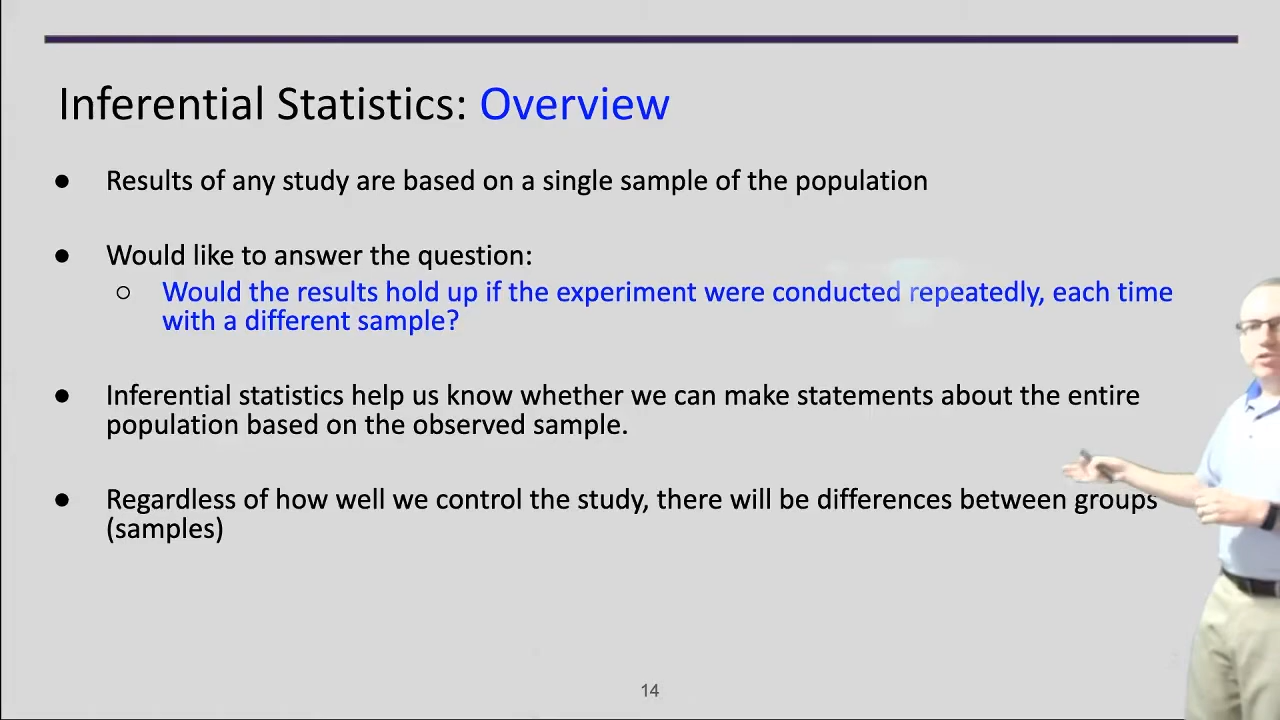 Inferential Statistics: Overview
● Results of any study are based on a single sample of the population
● Would like to answer the question:
○ Would the results hold up if the experiment were conducted repeatedly, each time
with a different sample?
● Inferential statistics help us know whether we can make statements about the entire
population based on the observed sample.
● Regardless of how well we control the study, there will be differences between groups
(samples)
14